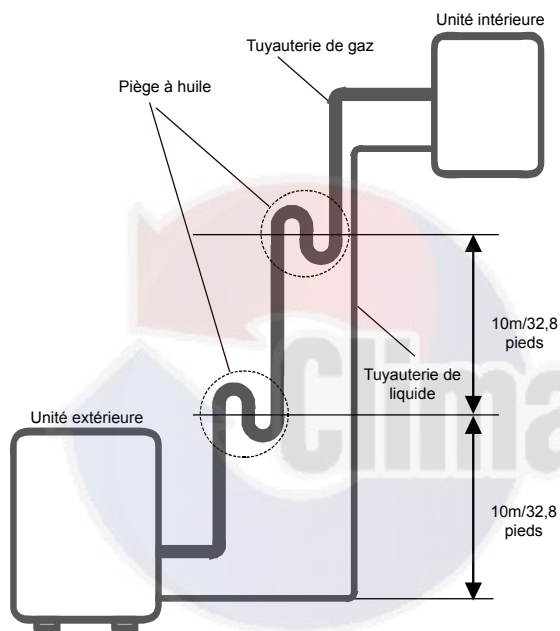 Unité intérieure
Tuyauterie de gaz
Piège à huile
10m/32,8
pieds
Tuyauterie de
liquide
Unité extérieure
Clima
10m/32,8
pieds